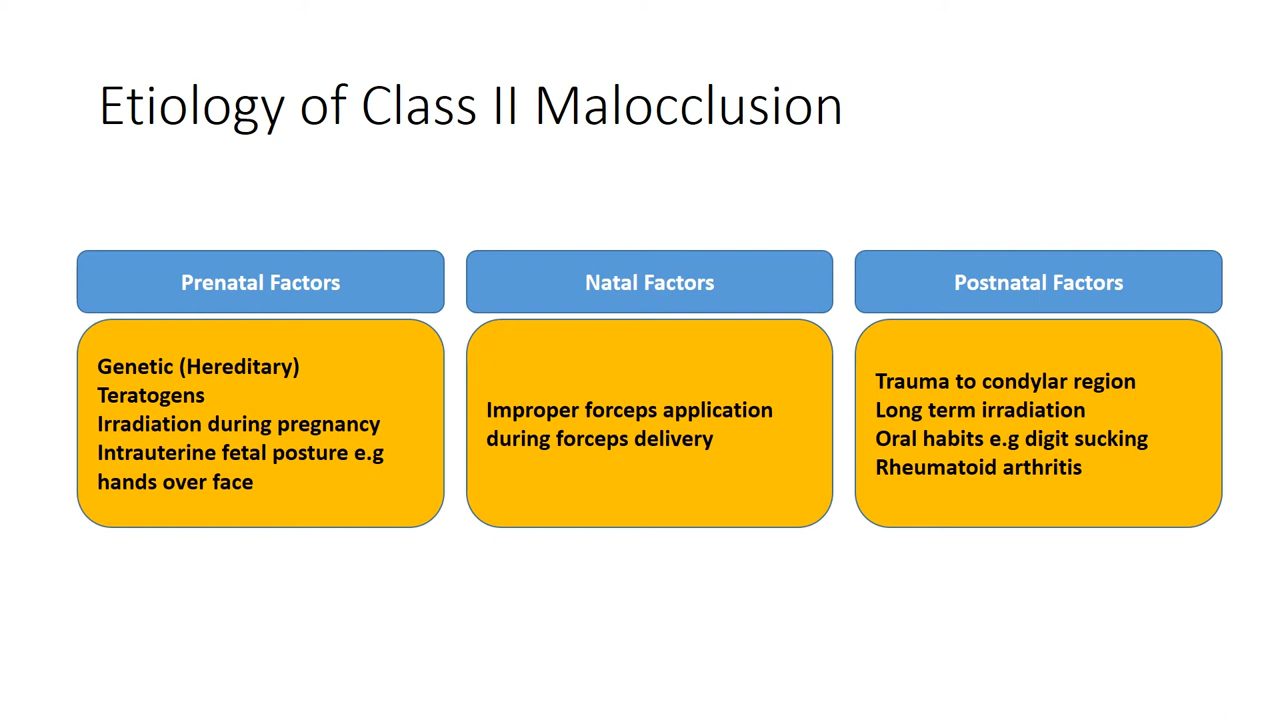 Etiology of Class II Malocclusion
Prenatal Factors
Genetic (Hereditary)
Teratogens
Irradiation during pregnancy
Intrauterine fetal posture e.g
hands over face
Natal Factors
Improper forceps application
during forceps delivery
Postnatal Factors
Trauma to condylar region
Long term irradiation
Oral habits e.g digit sucking
Rheumatoid arthritis